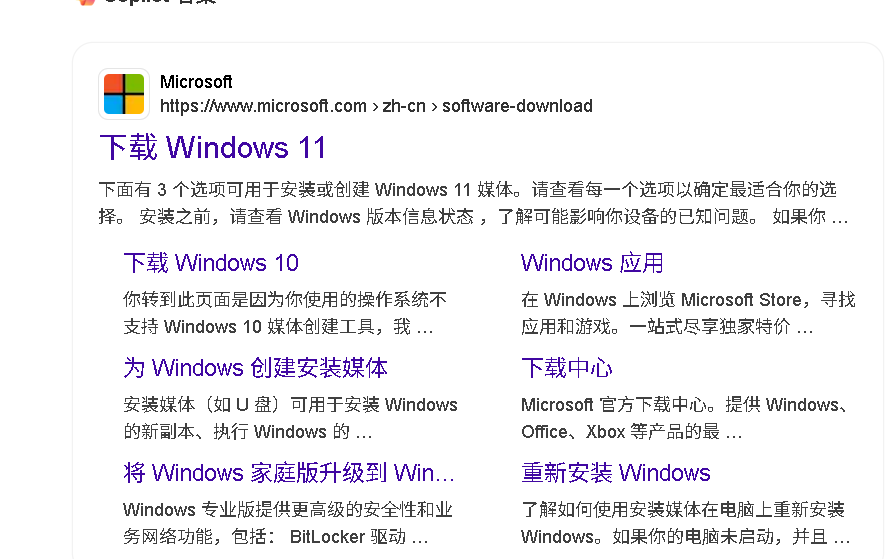 Copilot 答案
Microsoft
https://www.microsoft.com › zh-cn › software-download
下载 Windows 11
下面有 3 个选项可用于安装或创建 Windows 11 媒体。请查看每一个选项以确定最适合你的选
择。 安装之前，请查看 Windows 版本信息状态 ，了解可能影响你设备的已知问题。 如果你 ...
下载 Windows 10
你转到此页面是因为你使用的操作系统不
支持 Windows 10 媒体创建工具，我 ...
Windows 应用
在 Windows 上浏览 Microsoft Store，寻找
应用和游戏。一站式尽享独家特价 ...
为 Windows 创建安装媒体
安装媒体（如 U 盘）可用于安装 Windows
的新副本、执行 Windows 的 ...
下载中心
Microsoft 官方下载中心。提供 Windows、
Office、Xbox 等产品的最 ...
将 Windows 家庭版升级到 Win...
Windows 专业版提供更高级的安全性和业
务网络功能，包括： BitLocker 驱动 ...
重新安装 Windows
了解如何使用安装媒体在电脑上重新安装
Windows。如果你的电脑未启动，并且 ...